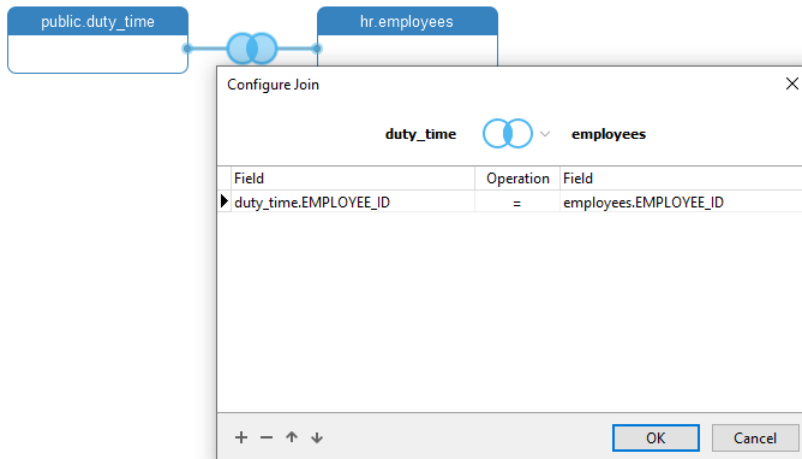 public.duty_time hr.employees
Configure Join
duty_time employees
Field Operation Field
duty_time.EMPLOYEE_ID = employees.EMPLOYEE_ID
OK Cancel